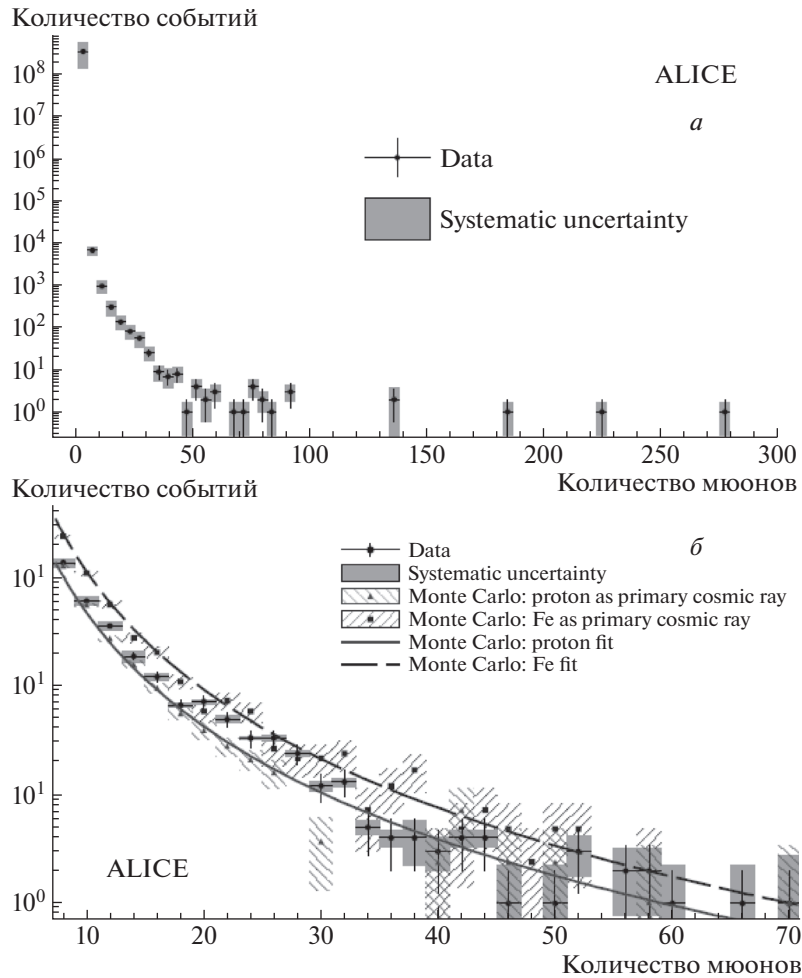 Количество событий
10⁸
10⁷
10⁶
10⁵
10⁴
10³
10²
10¹
10⁰
ALICE
а
Data
Systematic uncertainty
0 50 100 150 200 250 300
Количество мюонов
Количество событий
10¹
10¹
10¹
10⁰
б
Data
Systematic uncertainty
Monte Carlo: proton as primary cosmic ray
Monte Carlo: Fe as primary cosmic ray
Monte Carlo: proton fit
Monte Carlo: Fe fit
ALICE
10 20 30 40 50 60 70
Количество мюонов